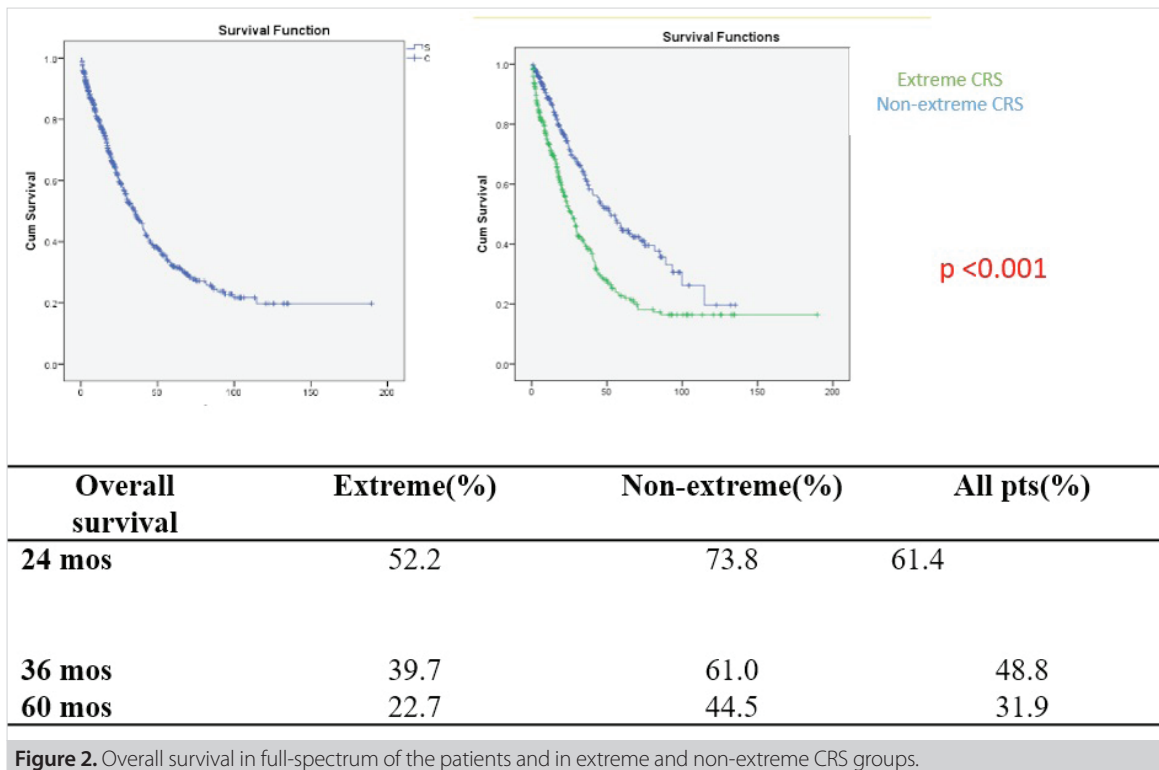 Survival Function
S
C
Cum Survival
1.0
0.8
0.6
0.4
0.2
0.0
0 50 100 150 200
Survival Functions
Cum Survival
1.0
0.8
0.6
0.4
0.2
0.0
0 50 100 150 200
Extreme CRS
Non-extreme CRS
p <0.001
Overall survival Extreme(%) Non-extreme(%) All pts(%)
24 mos 52.2 73.8 61.4
36 mos 39.7 61.0 48.8
60 mos 22.7 44.5 31.9
Figure 2. Overall survival in full-spectrum of the patients and in extreme and non-extreme CRS groups.